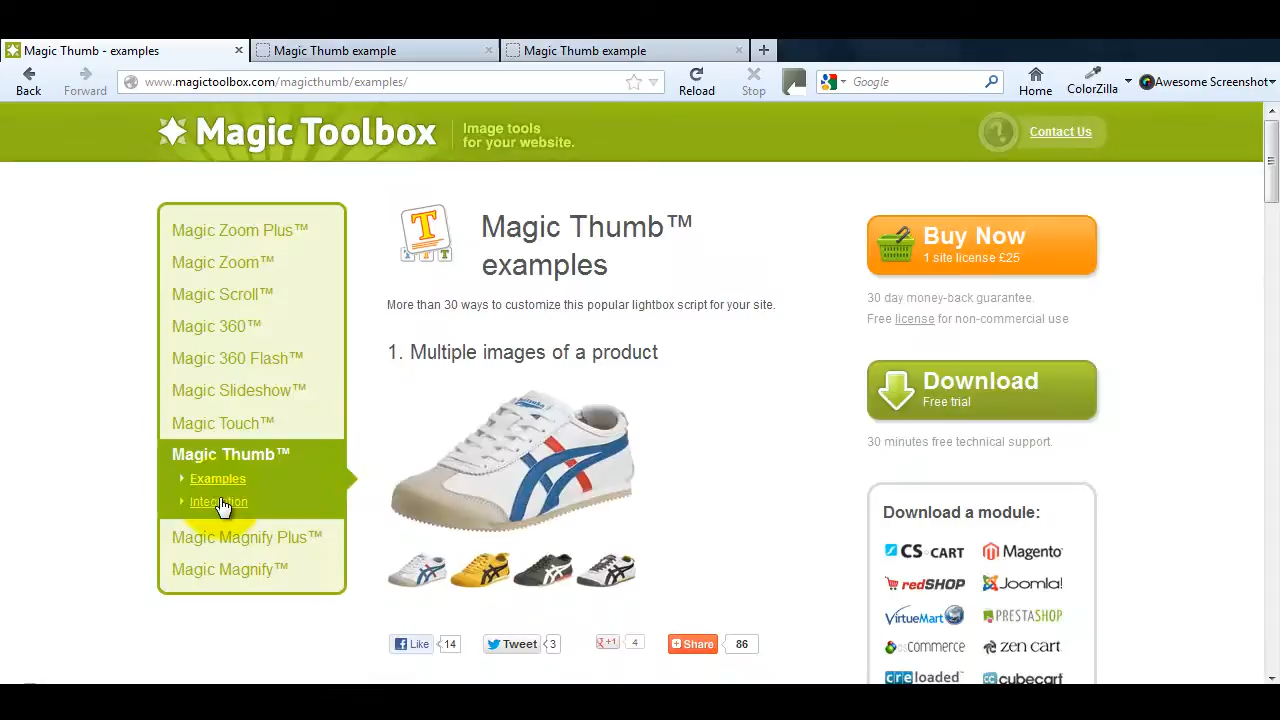 Magic Thumb - examples
Magic Thumb example
Magic Thumb example
Back
Forward
www.magictoolbox.com/magicthumb/examples/
Reload
Stop
Google
Home
ColorZilla
Awesome Screenshot
Magic Toolbox
Image tools
for your website.
Contact Us
Magic Zoom Plus™
Magic Zoom™
Magic Scroll™
Magic 360™
Magic 360 Flash™
Magic Slideshow™
Magic Touch™
Magic Thumb™
Examples
Integration
Magic Magnify Plus™
Magic Magnify™
T
T T T
Magic Thumb™
examples
More than 30 ways to customize this popular lightbox script for your site.
1. Multiple images of a product
Like 14
Tweet 3
+1 4
Share 86
Buy Now
1 site license £25
30 day money-back guarantee.
Free license for non-commercial use
Download
Free trial
30 minutes free technical support.
Download a module:
CS CART
Magento
redSHOP
Joomla!
VirtueMart
PRESTASHOP
osCommerce
zen cart
creloaded
cubecart